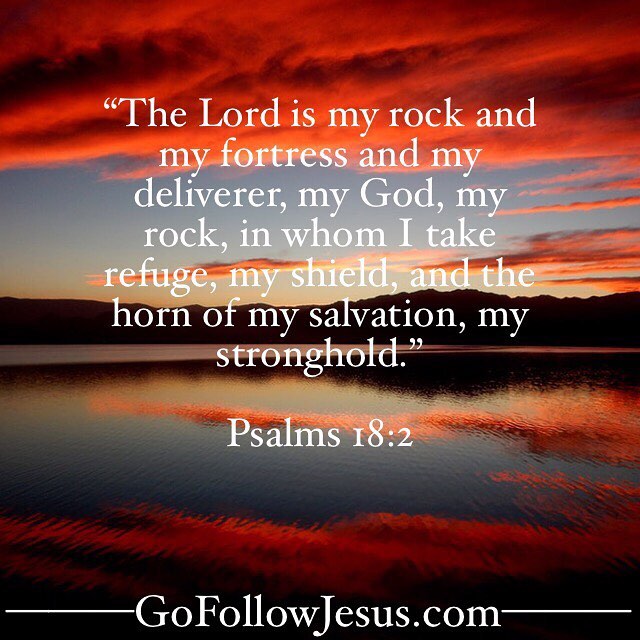 “The Lord is my rock and
my fortress and my
deliverer, my God, my
rock, in whom I take
refuge, my shield, and the
horn of my salvation, my
stronghold.”
Psalms 18:2
GoFollowJesus.com